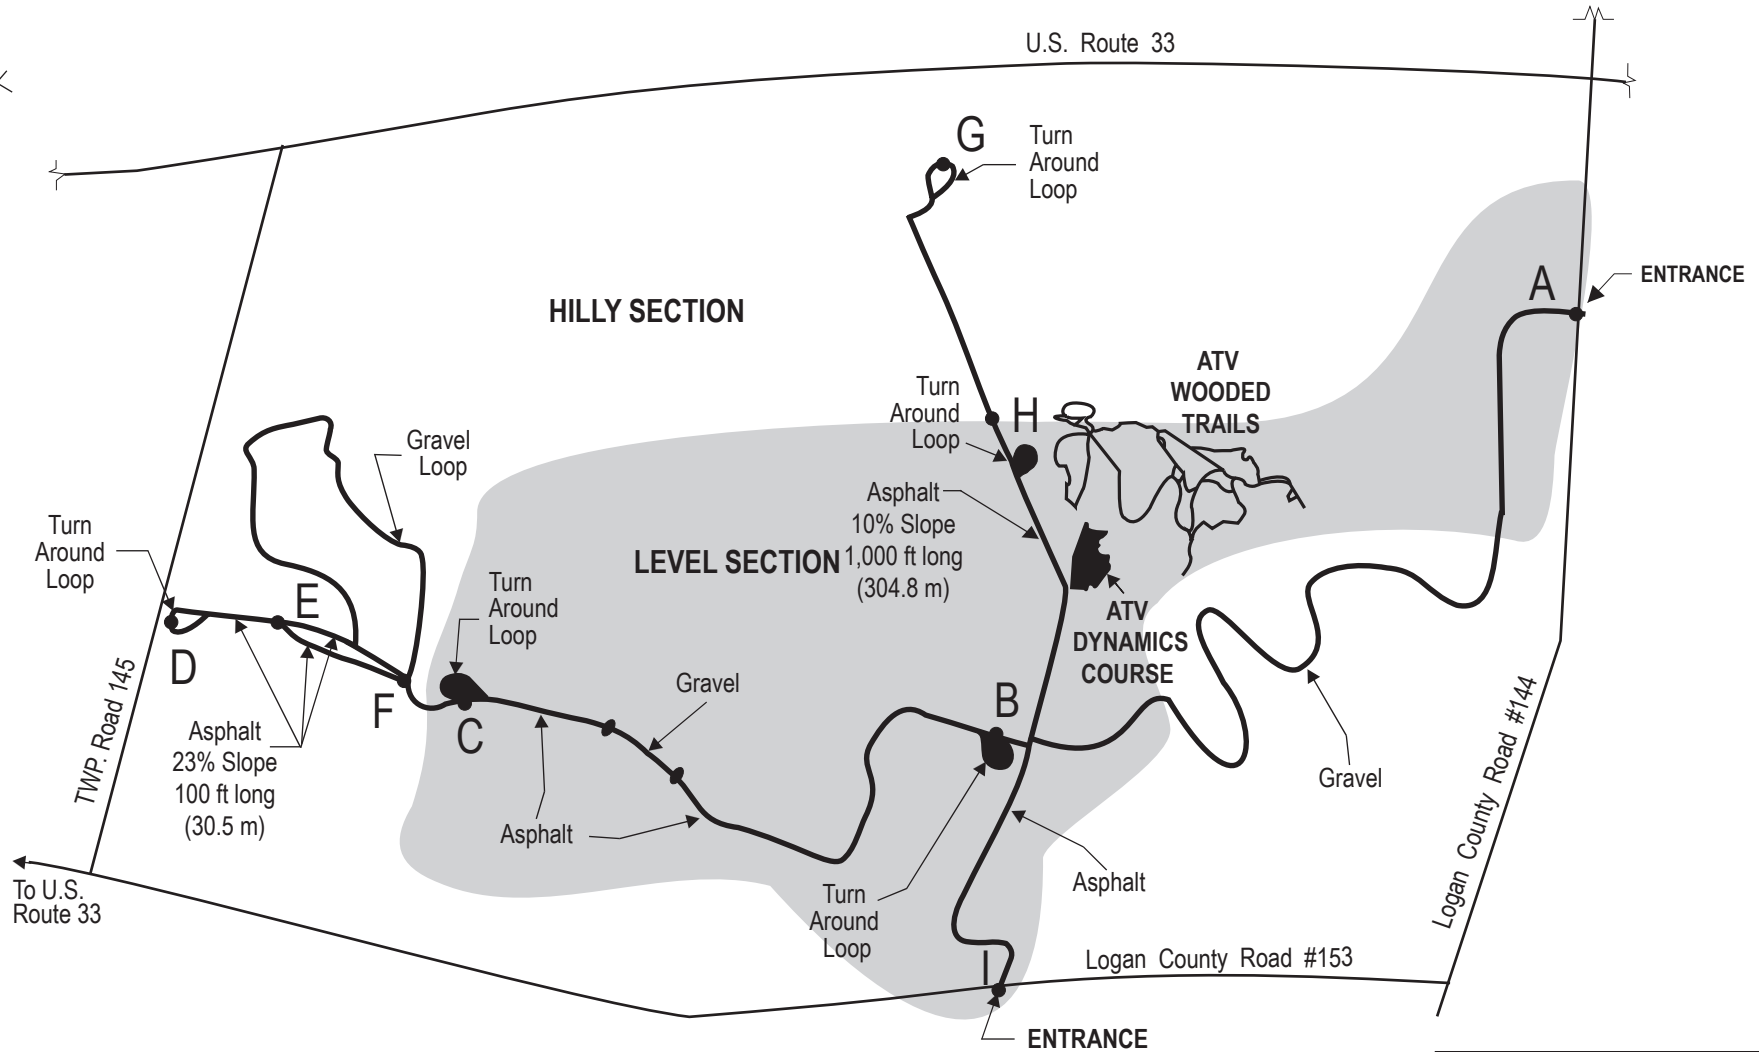 U.S. Route 33
G
Turn
Around
Loop
A
ENTRANCE
HILLY SECTION
ATV
WOODED
TRAILS
Turn
Around
Loop
H
Gravel
Loop
Asphalt
10% Slope
1,000 ft long
(304.8 m)
LEVEL SECTION
Turn
Around
Loop
E
Turn
Around
Loop
ATV
DYNAMICS
COURSE
D
TWP. Road 145
F
C
Gravel
B
Asphalt
23% Slope
100 ft long
(30.5 m)
Asphalt
Gravel
Logan County Road #144
To U.S.
Route 33
Turn
Around
Loop
Asphalt
I
Logan County Road #153
ENTRANCE